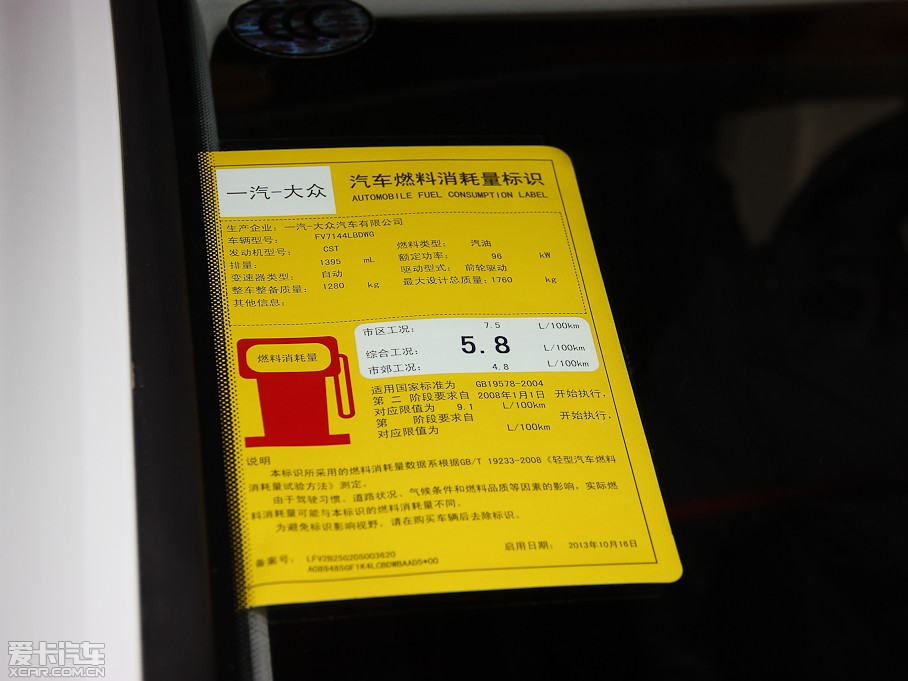 一汽-大众
汽车燃料消耗量标识
AUTOMOBILE FUEL CONSUMPTION LABEL
生产企业: 一汽-大众汽车有限公司
车辆型号: FV7144LBDWG
发动机型号: CST 燃料类型: 汽油
排量: 1395 mL 额定功率: 96 kW
变速器类型: 自动 驱动型式: 前轮驱动
整车整备质量: 1280 kg 最大设计总质量: 1760 kg
其他信息:
燃料消耗量
市区工况: 7.5 L/100km
综合工况: 5.8 L/100km
市郊工况: 4.8 L/100km
适用国家标准为 GB19578-2004
第 二 阶段要求自 2008年1月1日 开始执行,
对应限值为 9.1 L/100km
第 阶段要求自 开始执行,
对应限值为 L/100km
说明
本标识所采用的燃料消耗量数据系根据GB/T 19233-2008《轻型汽车燃料
消耗量试验方法》测定。
由于驾驶习惯、道路状况、气候条件和燃料品质等因素的影响,实际燃
料消耗量可能与本标识的燃料消耗量不同。
为避免标识影响视野,请在购买车辆后去除标识。
备案号:
启用日期: 2013年10月16日
爱卡汽车
XCAR.COM.CN